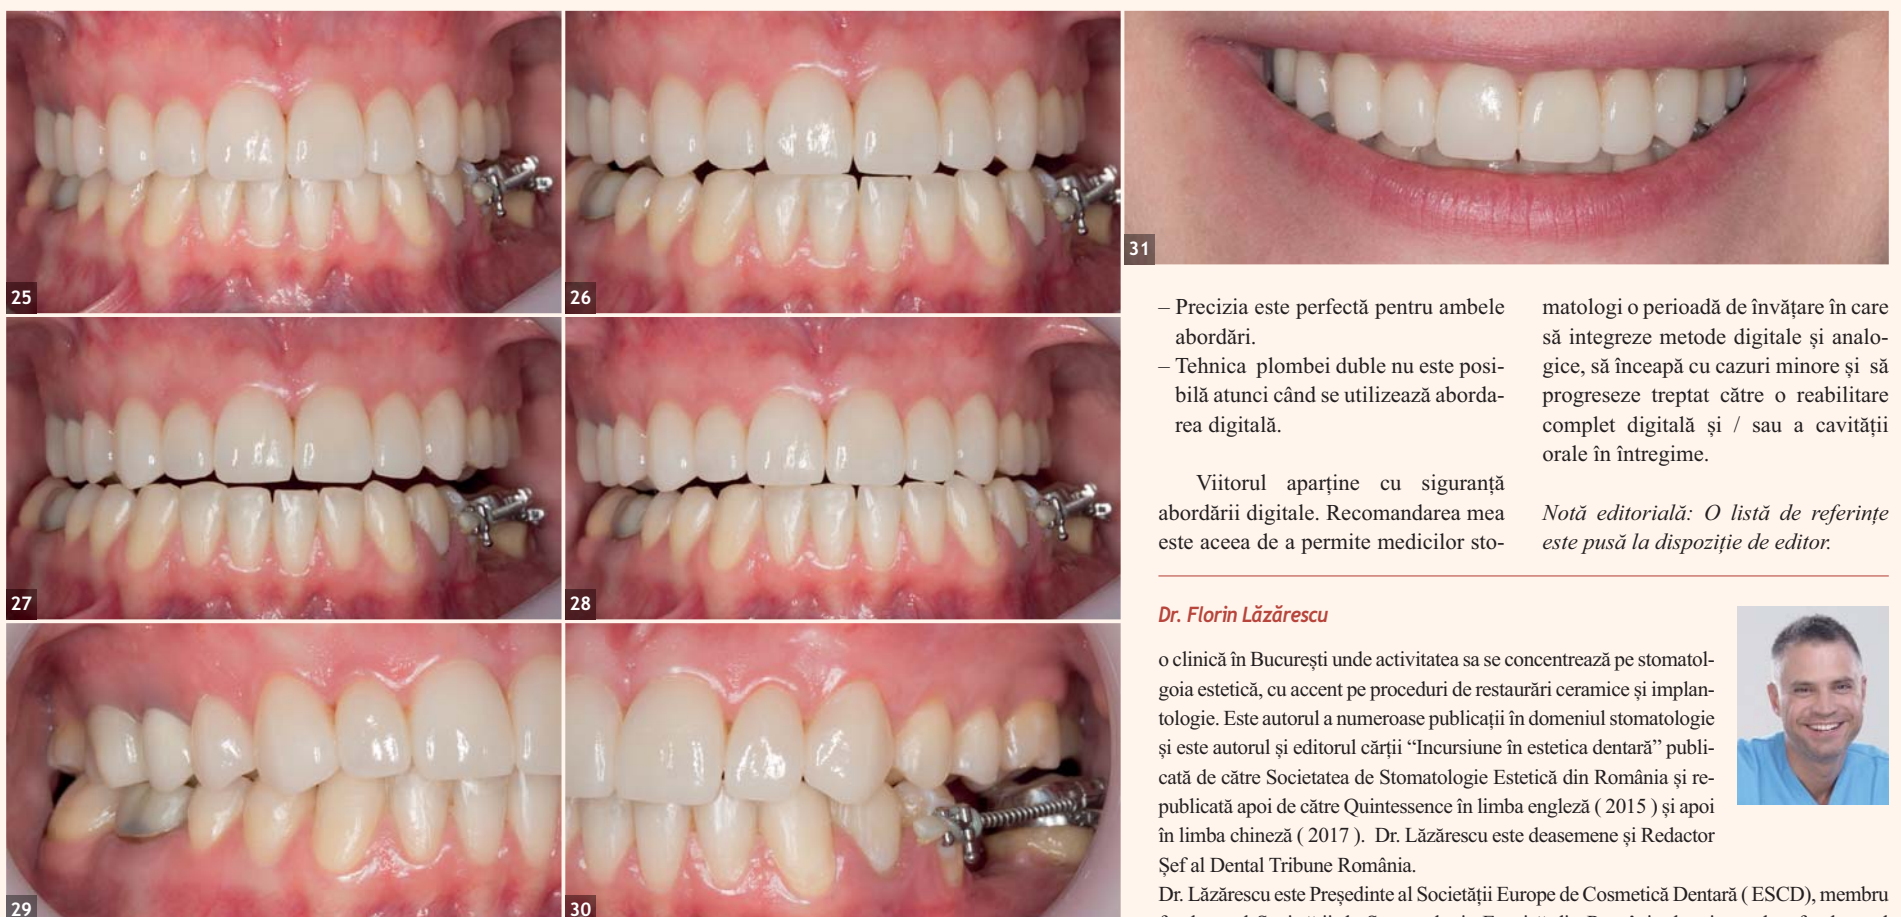 25
26
27
28
29
30
31
– Precizia este perfectă pentru ambele
abordări.
– Tehnica plombei duble nu este posi-
bilă atunci când se utilizează aborda-
rea digitală.
Viitorul aparține cu siguranță
abordării digitale. Recomandarea mea
este aceea de a permite medicilor sto-
matologi o perioadă de învățare în care
să integreze metode digitale și analo-
gice, să înceapă cu cazuri minore și să
progreseze treptat către o reabilitare
complet digitală și / sau a cavității
orale în întregime.
Notă editorială: O listă de referințe
este pusă la dispoziție de editor.
Dr. Florin Lăzărescu
o clinică în București unde activitatea sa se concentrează pe stomatol-
goia estetică, cu accent pe proceduri de restaurări ceramice și implan-
tologie. Este autorul a numeroase publicații în domeniul stomatologie
și este autorul și editorul cărții “Incursiune în estetica dentară” publi-
cată de către Societatea de Stomatologie Estetică din România și re-
publicată apoi de către Quintessence în limba engleză ( 2015 ) și apoi
în limba chineză ( 2017 ). Dr. Lăzărescu este deasemene și Redactor
Șef al Dental Tribune România.
Dr. Lăzărescu este Președinte al Societății Europe de Cosmetică Dentară ( ESCD), membru